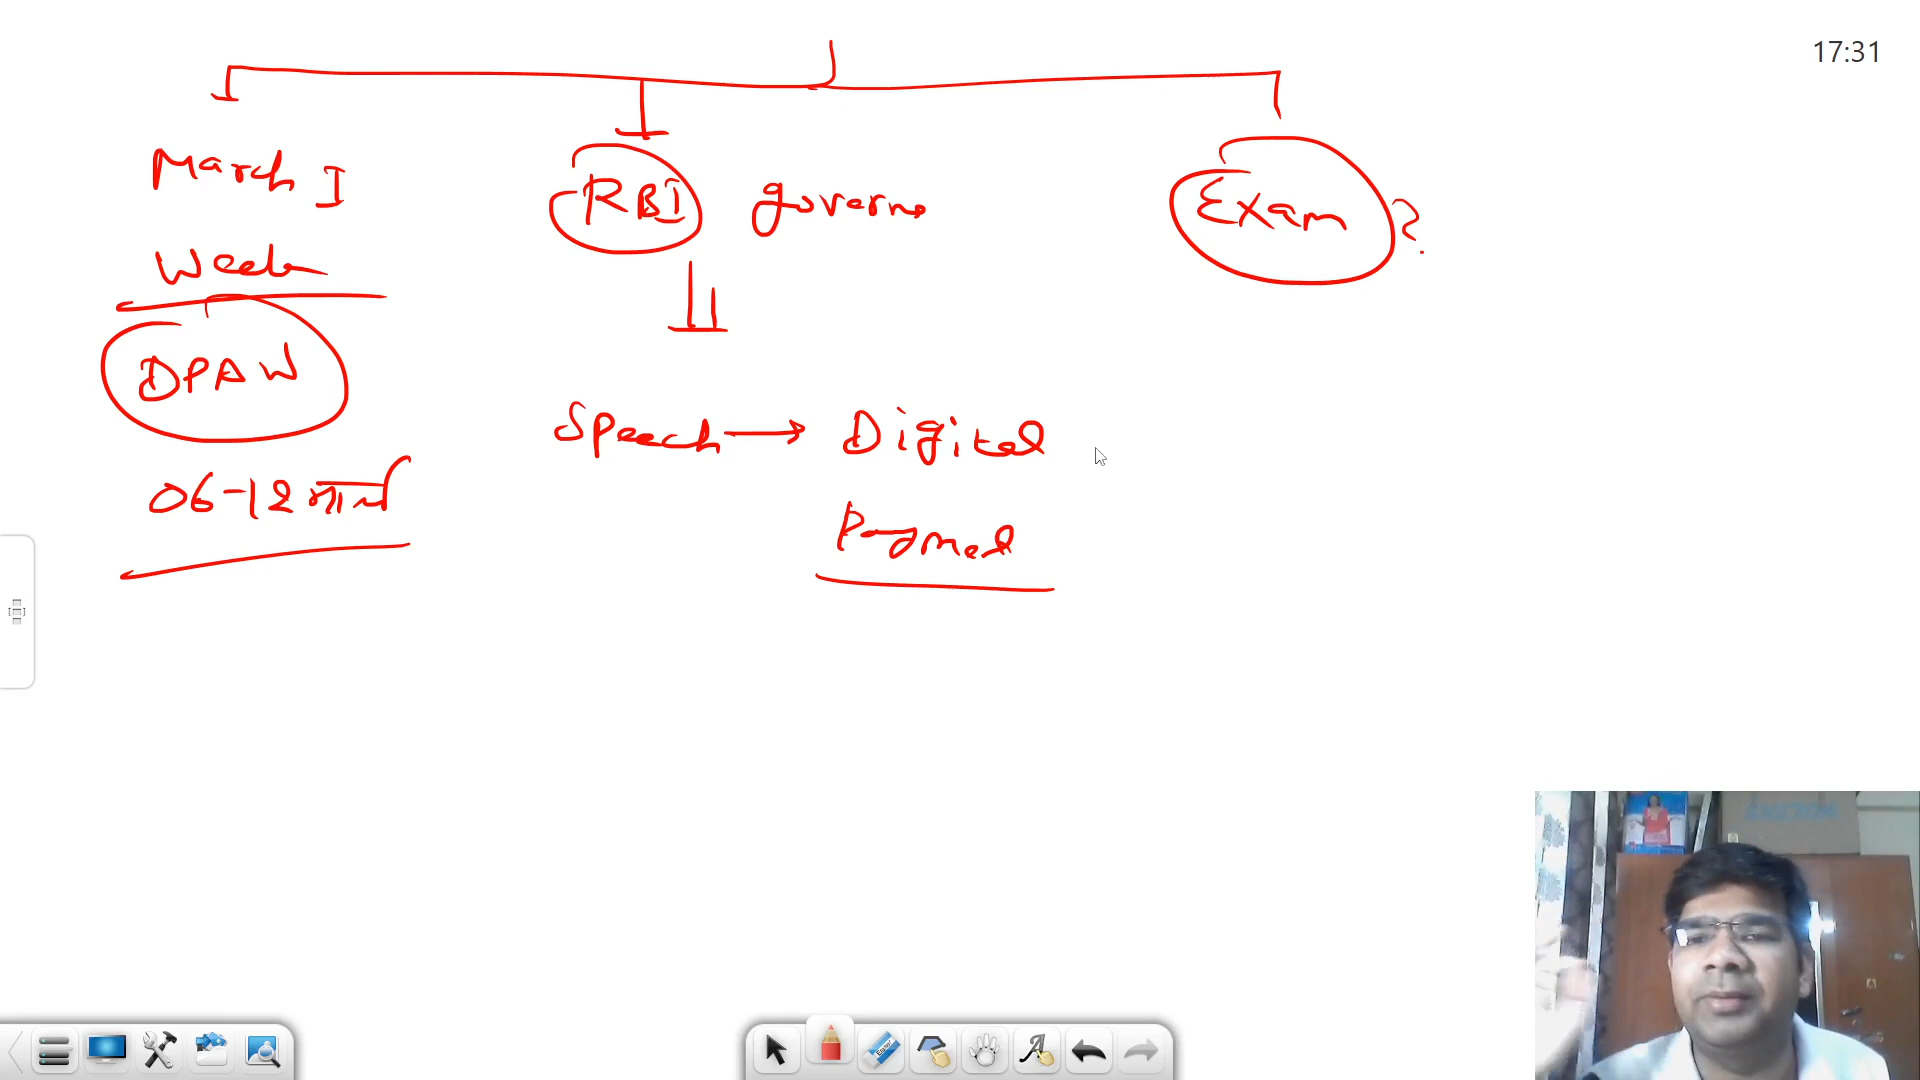 17:31
March I
Week
DPAW
06-12 मार्च
RBI governor
Speech → Digital
Payment
Exam ?